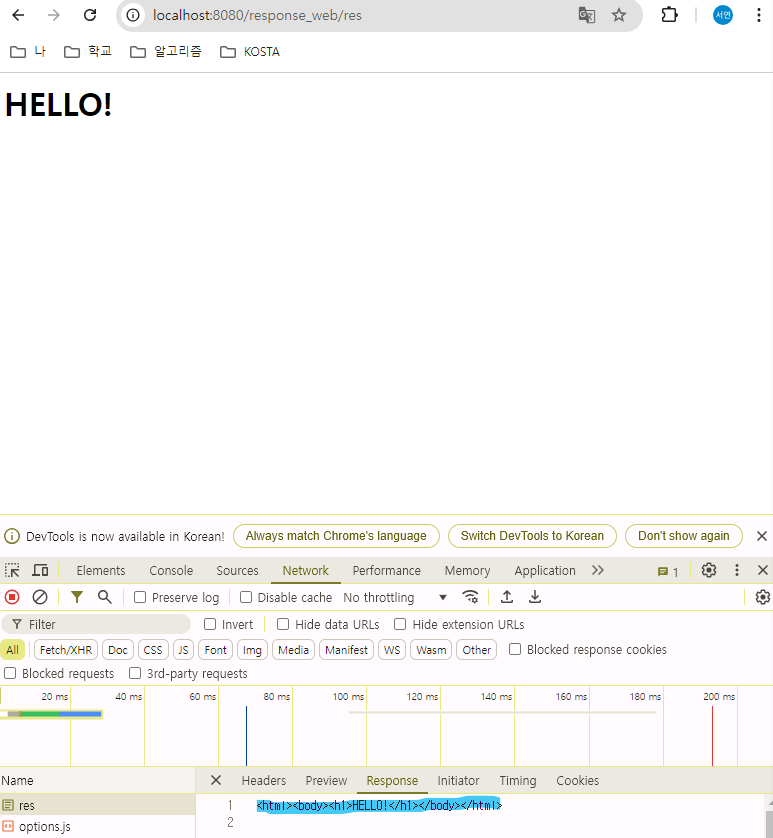 localhost:8080/response_web/res
서연
나 학교 알고리즘 KOSTA
HELLO!
DevTools is now available in Korean! Always match Chrome's language Switch DevTools to Korean Don't show again
Elements Console Sources Network Performance Memory Application 1
Preserve log Disable cache No throttling
Filter Invert Hide data URLs Hide extension URLs
All Fetch/XHR Doc CSS JS Font Img Media Manifest WS Wasm Other Blocked response cookies
Blocked requests 3rd-party requests
20 ms 40 ms 60 ms 80 ms 100 ms 120 ms 140 ms 160 ms 180 ms 200 ms
Name Headers Preview Response Initiator Timing Cookies
res 1 <html><body><h1>HELLO!</h1></body></html>
options.js 2